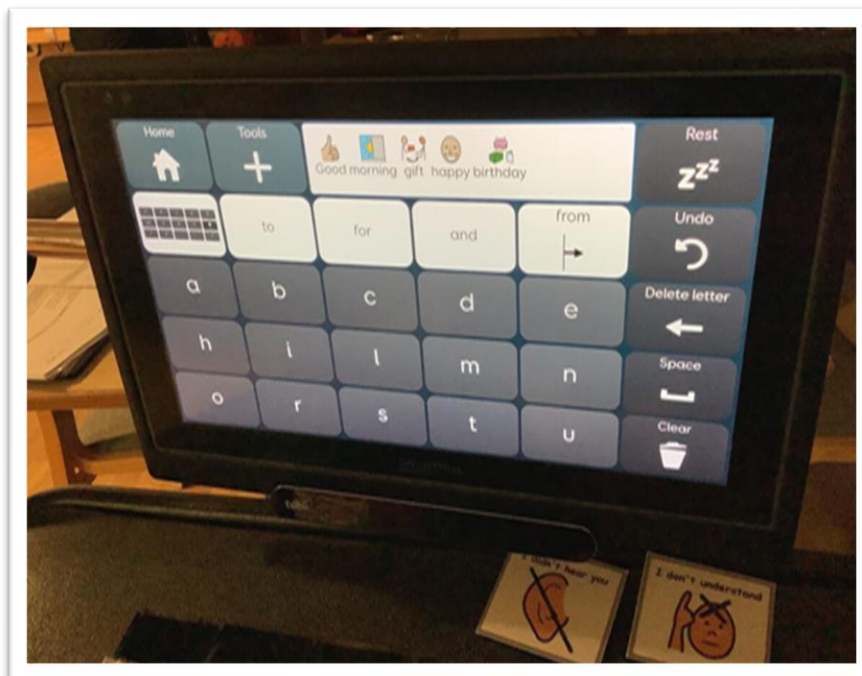 Home
Tools
Good morning gift happy birthday
Rest
zzz
to
for
and
from
Undo
a
b
c
d
e
Delete letter
h
i
l
m
n
Space
o
r
s
t
u
Clear
I didn't hear you
I don't understand